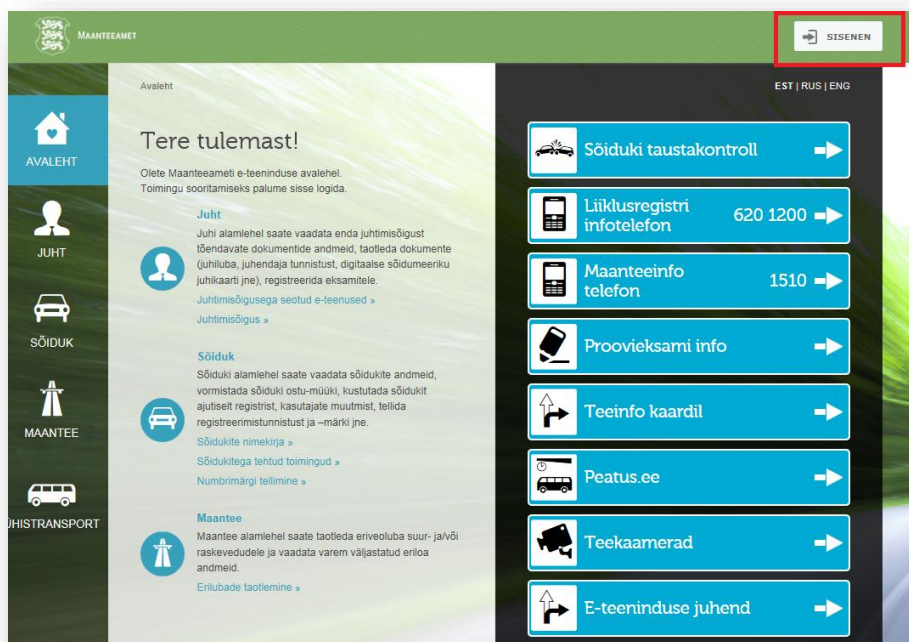 MAANTEEAMET
SISENEN
Avaleht
EST | RUS | ENG
AVALEHT
JUHT
SÕIDUK
MAANTEE
ÜHISTRANSPORT
Tere tulemast!
Olete Maanteeameti e-teeninduse avalehel.
Toimingu sooritamiseks palume sisse logida.
Juht
Juhi alamlehel saate vaadata enda juhtimisõigust
tõendavate dokumentide andmeid, taotleda dokumente
(juhiluba, juhendaja tunnistust, digitaalse sõidumeeriku
juhikaarti jne), registreerida eksamitele.
Juhtimisõigusega seotud e-teenused »
Juhtimisõigus »
Sõiduk
Sõiduki alamlehel saate vaadata sõidukite andmeid,
vormistada sõiduki ostu-müüki, kustutada sõidukit
ajutiselt registrist, kasutajate muutmist, tellida
registreerimistunnistust ja –märki jne.
Sõidukite nimekirja »
Sõidukitega tehtud toimingud »
Numbrimärgi tellimine »
Maantee
Maantee alamlehel saate taotleda eriveoluba suur- ja/või
raskevedudele ja vaadata varem väljastatud eriloa
andmeid.
Erilubade taotlemine »
Sõiduki taustakontroll
Liiklusregistri
infotelefon 620 1200
Maanteeinfo
telefon 1510
Proovieksami info
Teeinfo kaardil
Peatus.ee
Teekaamerad
E-teeninduse juhend